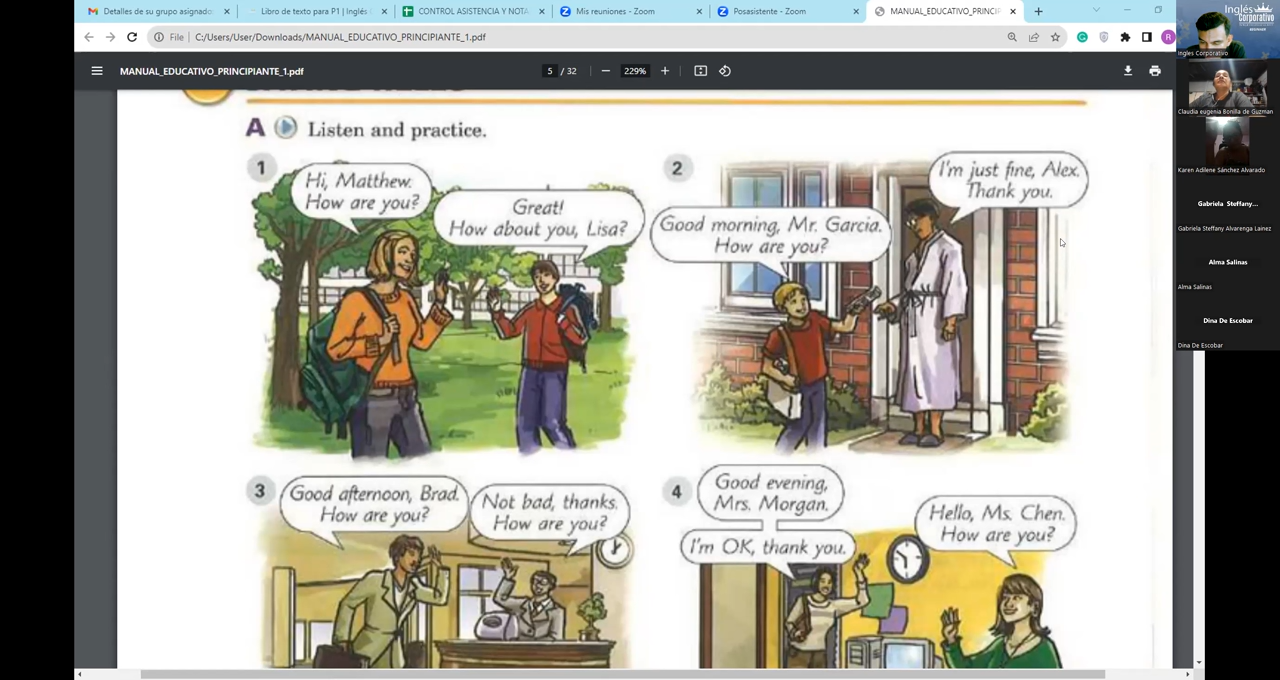 Detalles de su grupo asignado
Libro de texto para P1 | Inglés
CONTROL ASISTENCIA Y NOTA
Mis reuniones - Zoom
Posasistente - Zoom
MANUAL_EDUCATIVO_PRINCIP
File
C:/Users/User/Downloads/MANUAL_EDUCATIVO_PRINCIPIANTE_1.pdf
R
MANUAL_EDUCATIVO_PRINCIPIANTE_1.pdf
5 / 32
229%
A Listen and practice.
1
Hi, Matthew.
How are you?
Great!
How about you, Lisa?
2
Good morning, Mr. Garcia.
How are you?
I'm just fine, Alex.
Thank you.
3
Good afternoon, Brad.
How are you?
Not bad, thanks.
How are you?
4
Good evening,
Mrs. Morgan.
I'm OK, thank you.
Hello, Ms. Chen.
How are you?
Inglés
Corporativo
Ingles Corporativo
Claudia eugenia Bonilla de Guzman
Karen Adilene Sánchez Alvarado
Gabriela Steffany...
Gabriela Steffany Alvarenga Lainez
Alma Salinas
Alma Salinas
Dina De Escobar
Dina De Escobar